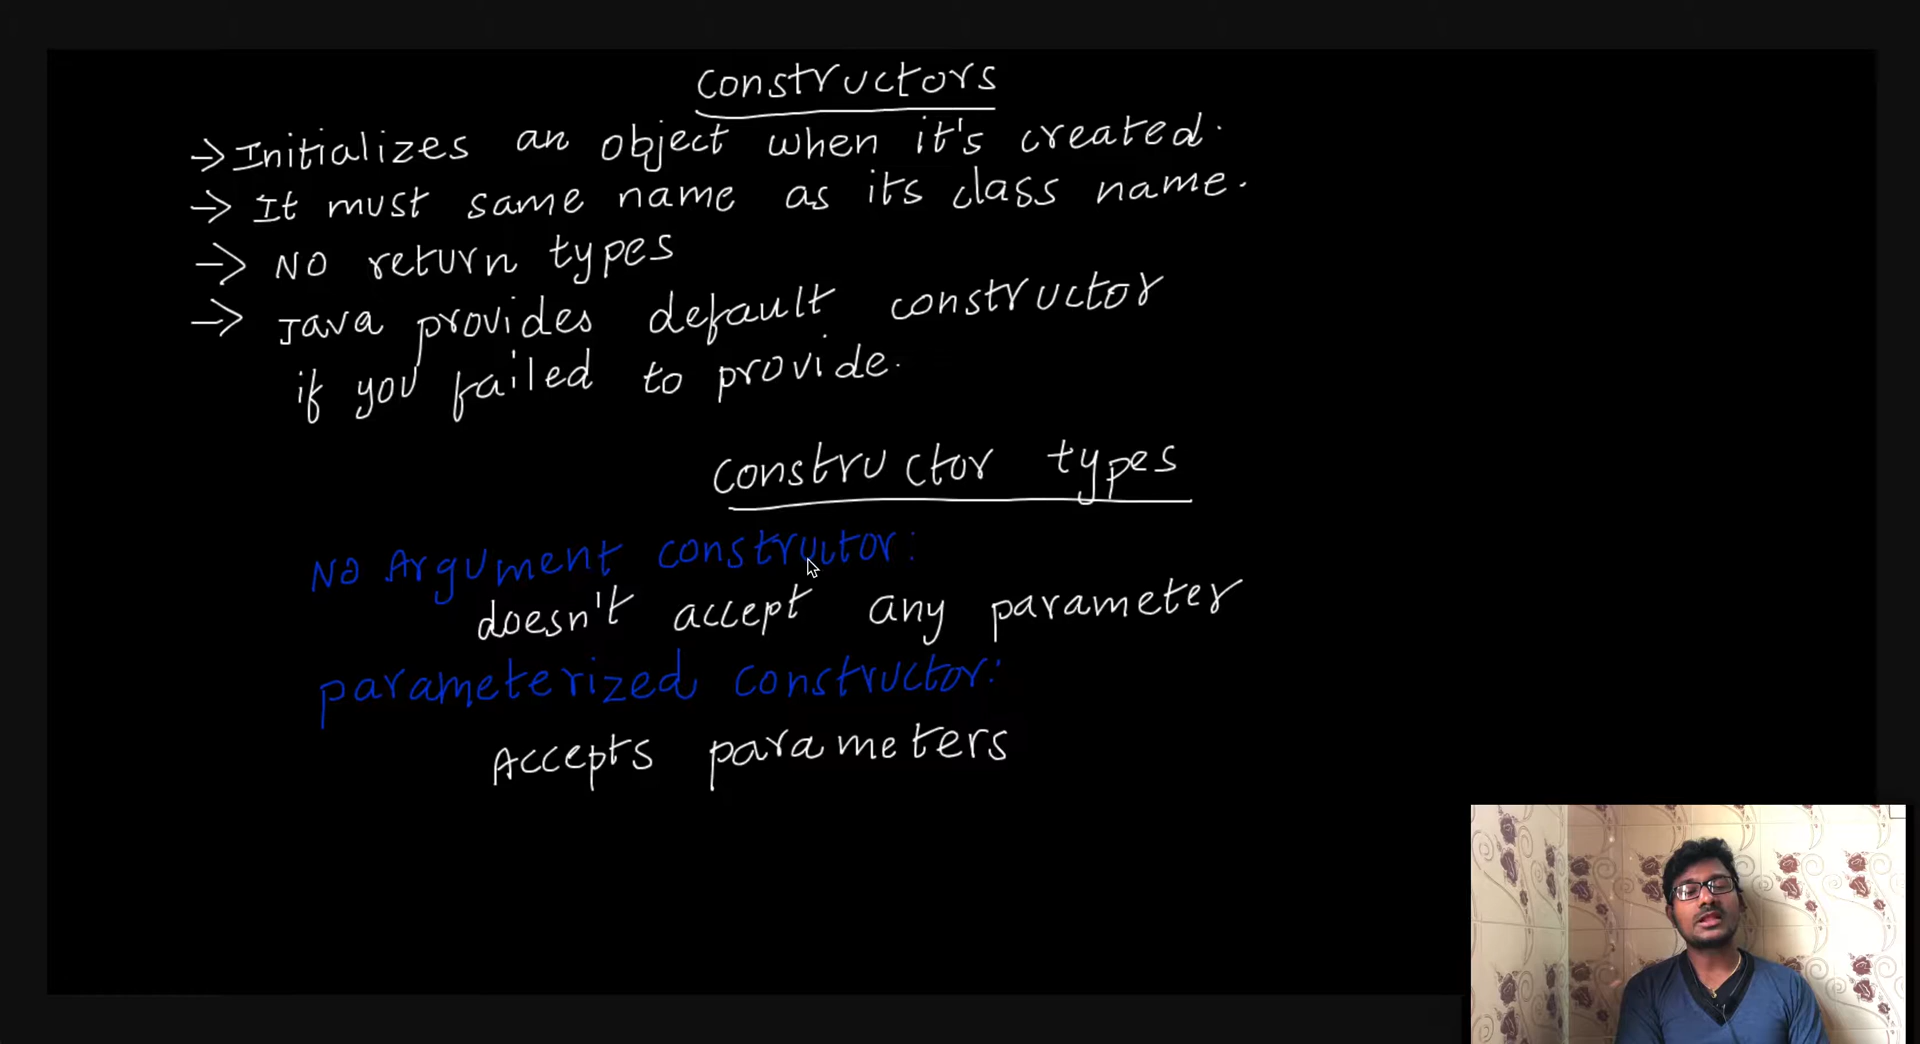 Constructors
→ Initializes an object when it's created.
→ It must same name as its class name.
→ NO return types
→ Java provides default constructor
if you failed to provide.
Constructor types
NO Argument constructor:
doesn't accept any parameter
parameterized constructor:
Accepts parameters